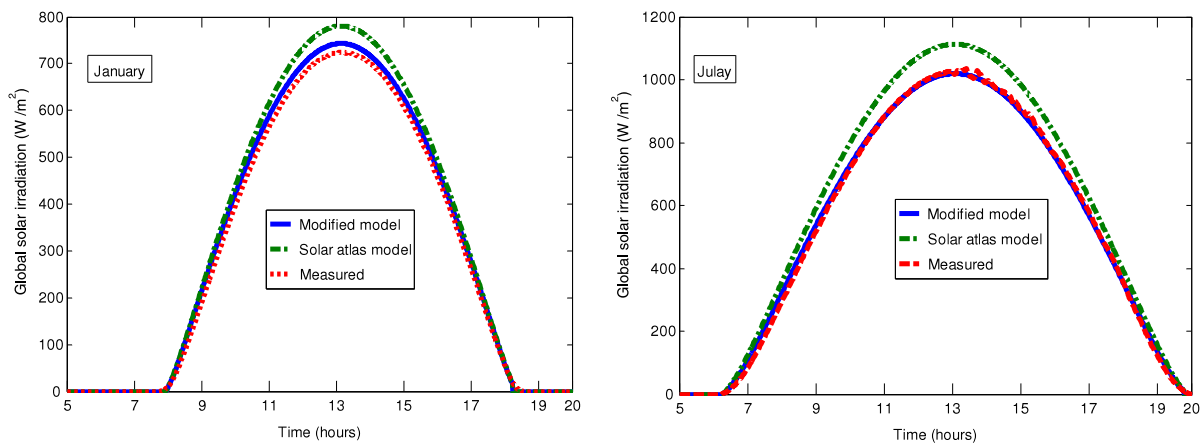 800
700
600
500
400
300
200
100
0
Global solar irradiation (W /m²)
January
Modified model
Solar atlas model
Measured
5 7 9 11 13 15 17 19 20
Time (hours)
1200
1000
800
600
400
200
0
Global solar irradiation (W /m²)
Julay
Modified model
Solar atlas model
Measured
5 7 9 11 13 15 17 19 20
Time (hours)